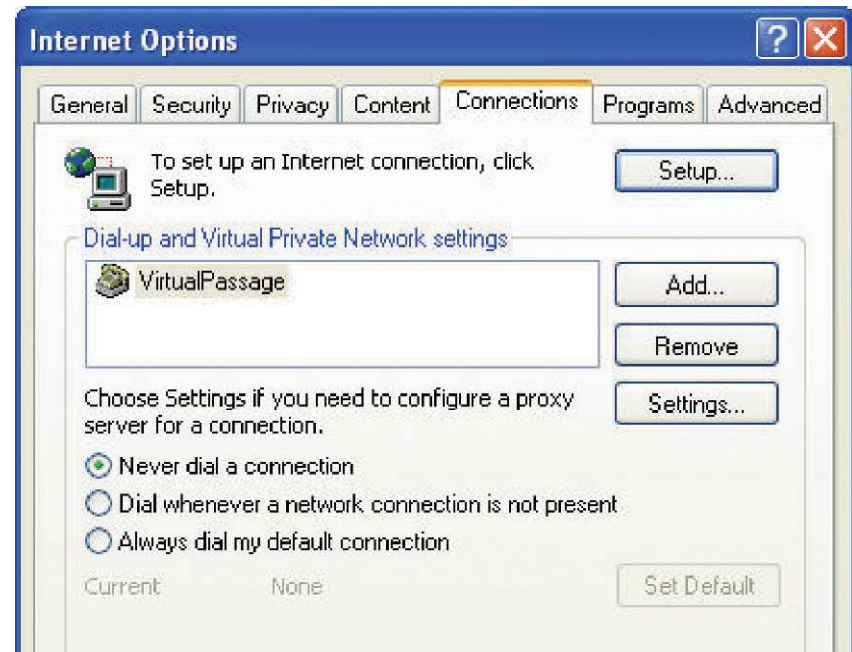 Internet Options
General Security Privacy Content Connections Programs Advanced
To set up an Internet connection, click
Setup.
Setup...
Dial-up and Virtual Private Network settings
VirtualPassage
Add...
Remove
Choose Settings if you need to configure a proxy
server for a connection.
Settings...
Never dial a connection
Dial whenever a network connection is not present
Always dial my default connection
Current None Set Default